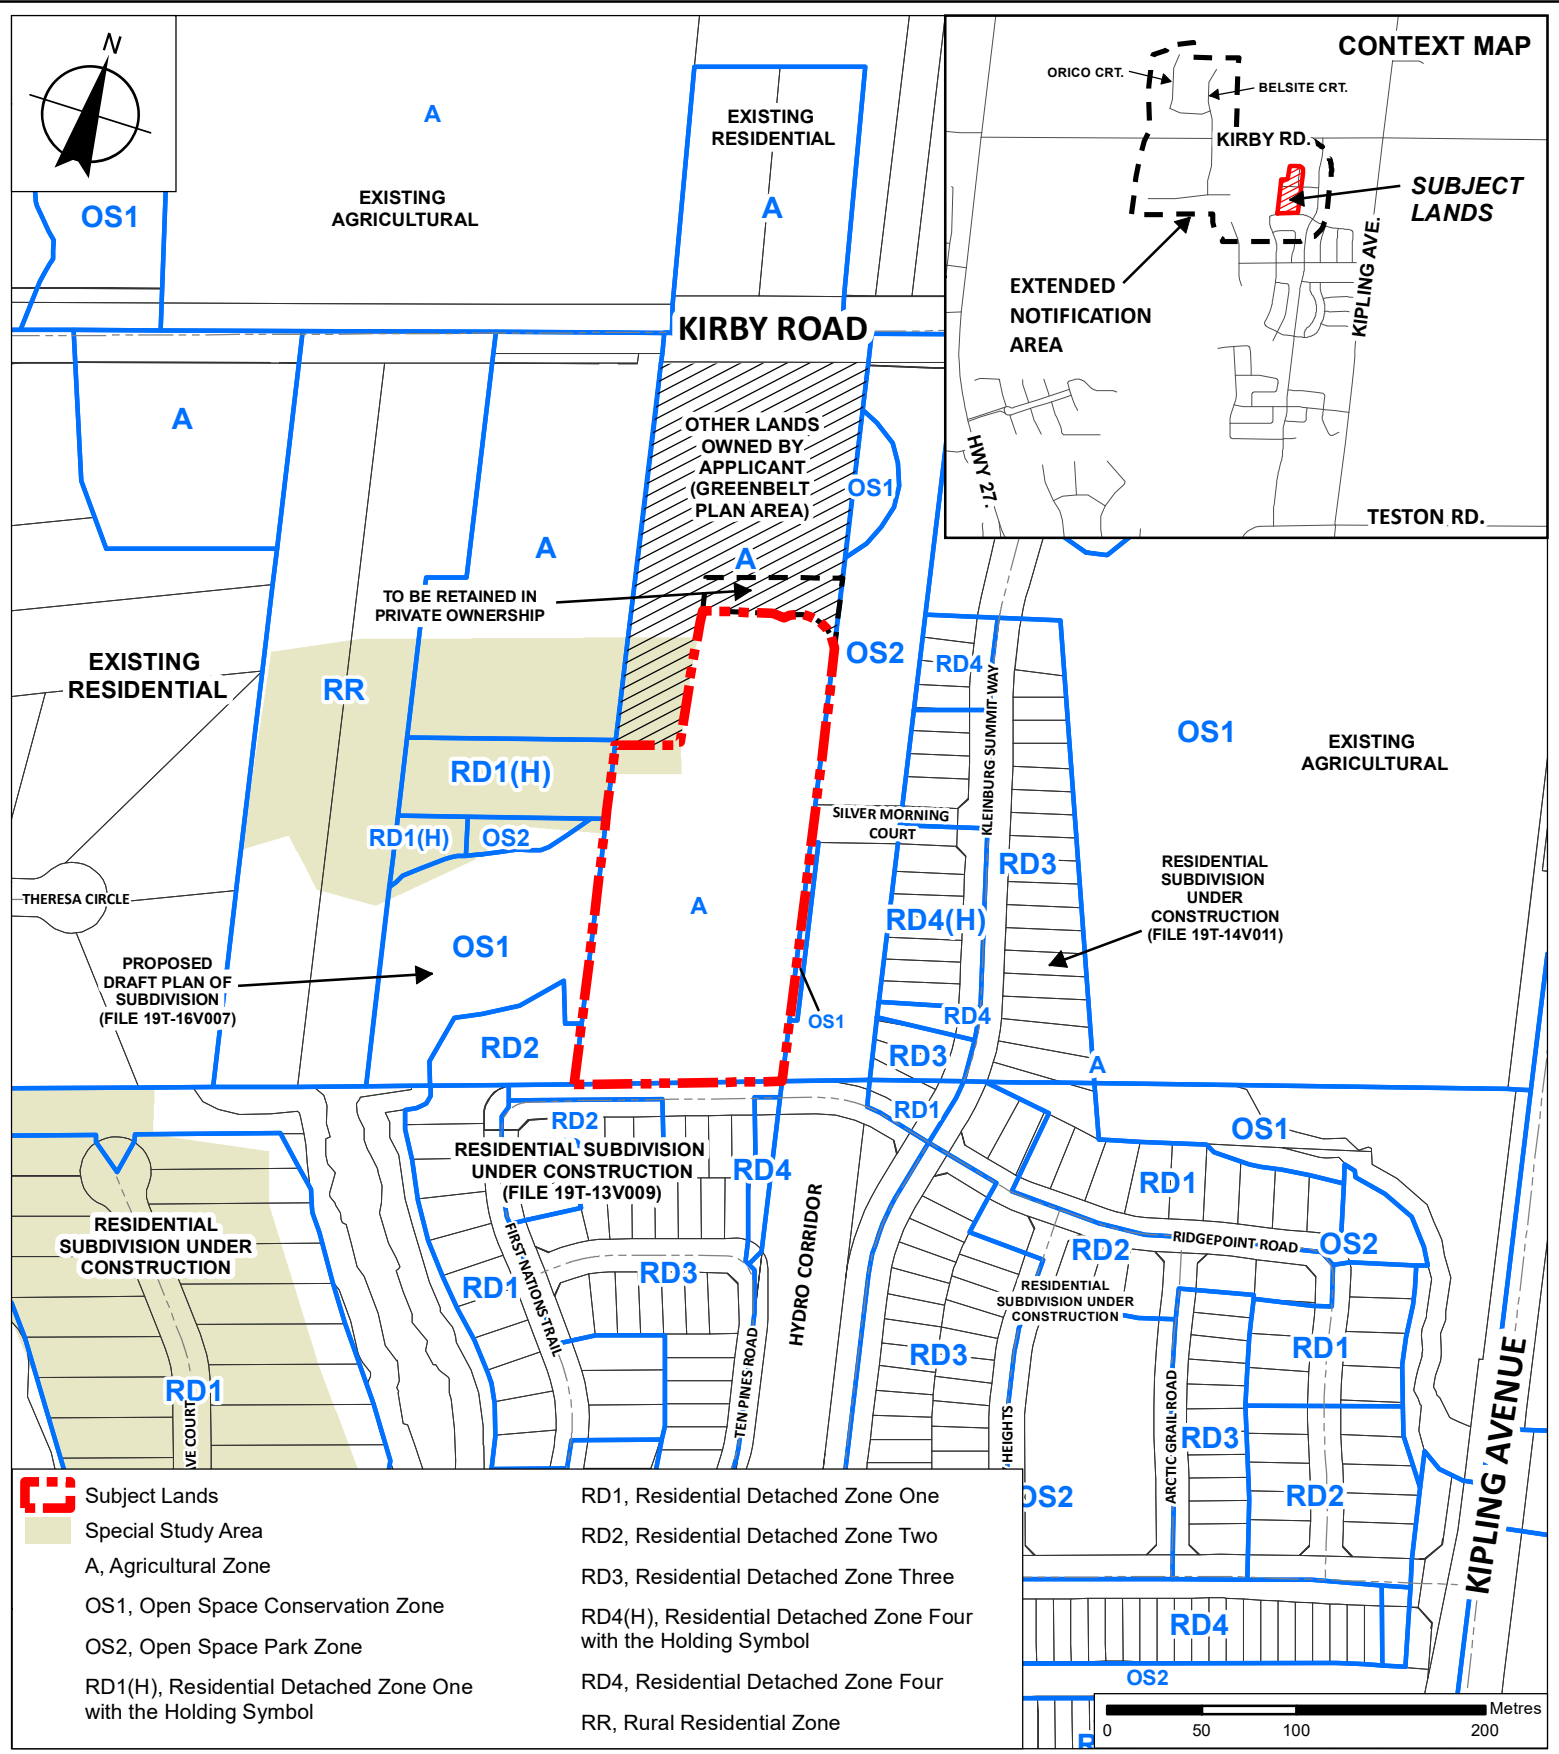 N
CONTEXT MAP
ORICO CRT.
BELSITE CRT.
KIRBY RD.
SUBJECT
LANDS
EXTENDED
NOTIFICATION
AREA
KIPLING AVE.
HWY 27.
TESTON RD.
A
EXISTING
AGRICULTURAL
OS1
EXISTING
RESIDENTIAL
A
KIRBY ROAD
A
A
OTHER LANDS
OWNED BY
APPLICANT
(GREENBELT
PLAN AREA)
A
OS1
TO BE RETAINED IN
PRIVATE OWNERSHIP
EXISTING
RESIDENTIAL
RR
OS2
RD4
KLEINBURG SUMMIT WAY
OS1
EXISTING
AGRICULTURAL
RD1(H)
RD1(H)
OS2
SILVER MORNING
COURT
RD3
RESIDENTIAL
SUBDIVISION
UNDER
CONSTRUCTION
(FILE 19T-14V011)
THERESA CIRCLE
A
RD4(H)
OS1
PROPOSED
DRAFT PLAN OF
SUBDIVISION
(FILE 19T-16V007)
OS1
RD4
RD2
RD3
A
RD2
RD1
OS1
RESIDENTIAL SUBDIVISION
UNDER CONSTRUCTION
(FILE 19T-13V009)
RD4
RD1
RESIDENTIAL
SUBDIVISION UNDER
CONSTRUCTION
HYDRO CORRIDOR
RIDGEPOINT ROAD
OS2
RD2
RD1
FIRST NATIONS TRAIL
RD3
RESIDENTIAL
SUBDIVISION UNDER
CONSTRUCTION
RD3
RD1
RD1
TEN PINES ROAD
HEIGHTS
ARCTIC GRAIL ROAD
RD3
KIPLING AVENUE
VE COURT
OS2
RD2
RD4
OS2
Subject Lands
Special Study Area
A, Agricultural Zone
OS1, Open Space Conservation Zone
OS2, Open Space Park Zone
RD1(H), Residential Detached Zone One
with the Holding Symbol
RD1, Residential Detached Zone One
RD2, Residential Detached Zone Two
RD3, Residential Detached Zone Three
RD4(H), Residential Detached Zone Four
with the Holding Symbol
RD4, Residential Detached Zone Four
RR, Rural Residential Zone
Metres
0 50 100 200